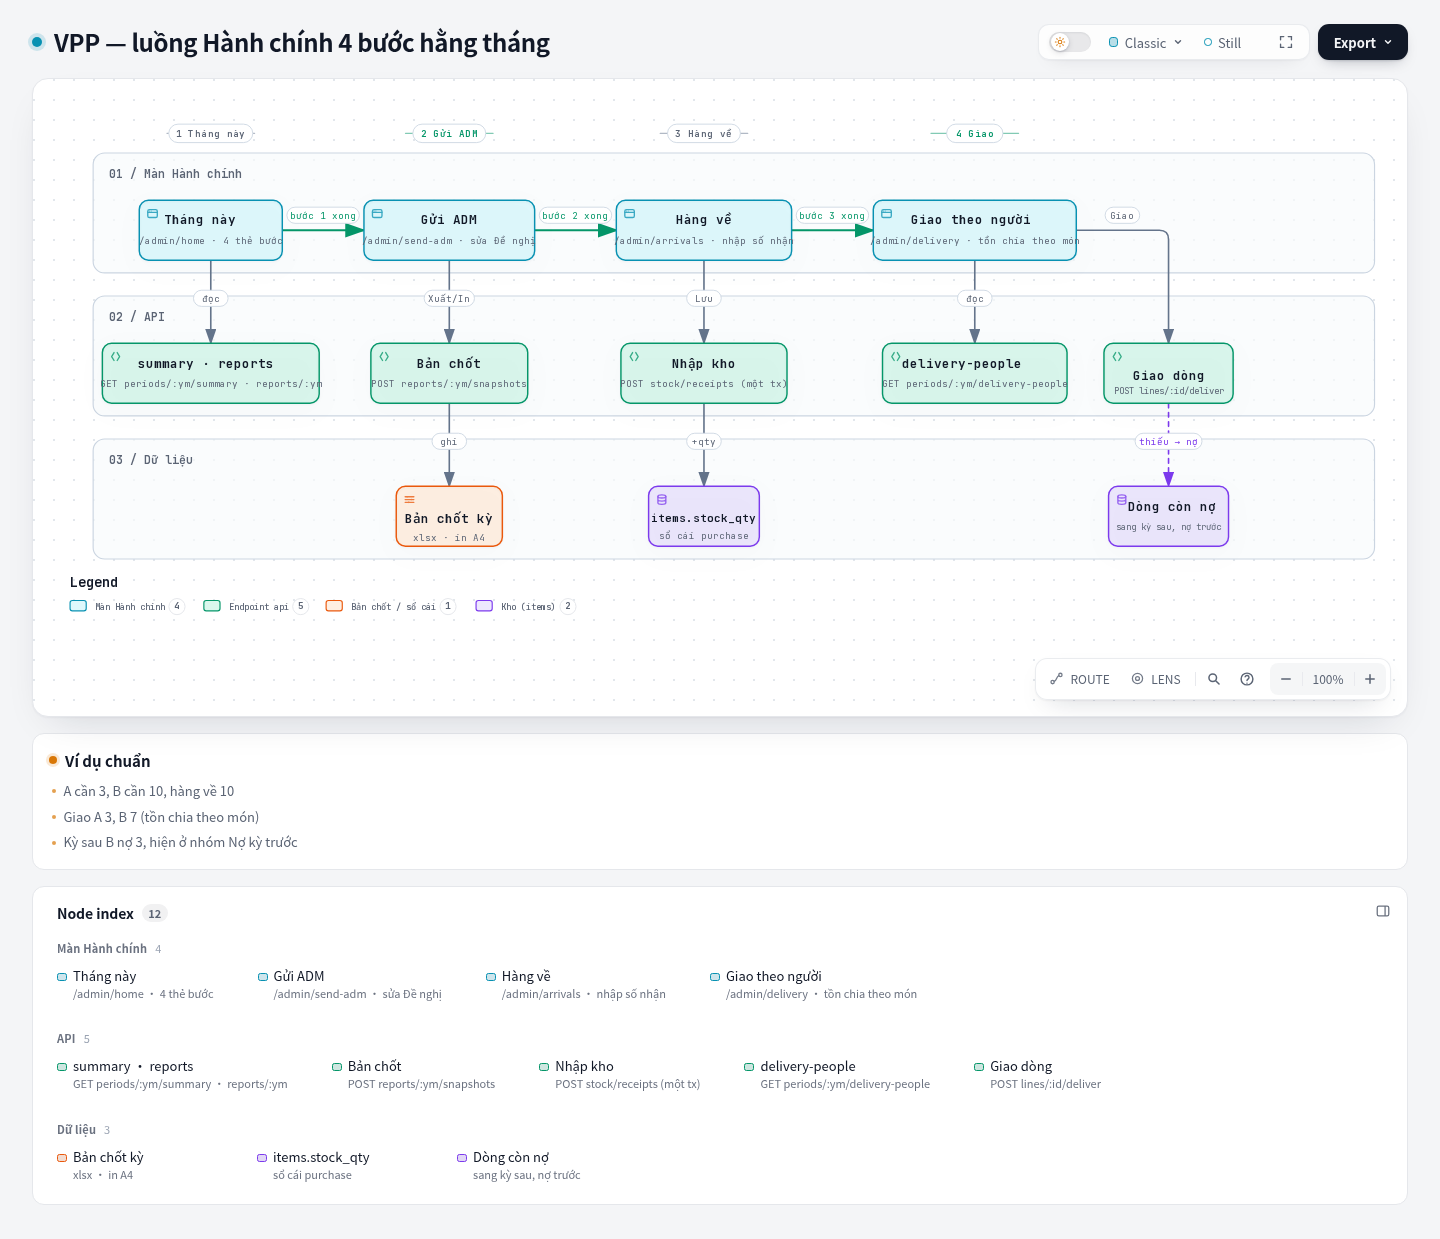 VPP — luồng Hành chính 4 bước hằng tháng
Classic
Still
Export
1 Tháng này
2 Gửi ADM
3 Hàng về
4 Giao
01 / Màn Hành chính
Tháng này
/admin/home · 4 thẻ bước
bước 1 xong
Gửi ADM
/admin/send-adm · sửa Đề nghị
bước 2 xong
Hàng về
/admin/arrivals · nhập số nhận
bước 3 xong
Giao theo người
/admin/delivery · tồn chia theo món
Giao
đọc
Xuất/In
Lưu
đọc
02 / API
summary · reports
GET periods/:ym/summary · reports/:ym
Bản chốt
POST reports/:ym/snapshots
Nhập kho
POST stock/receipts (một tx)
delivery-people
GET periods/:ym/delivery-people
Giao dòng
POST lines/:id/deliver
ghi
+qty
thiếu → nợ
03 / Dữ liệu
Bản chốt kỳ
xlsx · in A4
items.stock_qty
sổ cái purchase
Dòng còn nợ
sang kỳ sau, nợ trước
Legend
Màn Hành chính 4
Endpoint api 5
Bản chốt / sổ cái 1
Kho (items) 2
ROUTE
LENS
100%
Ví dụ chuẩn
A cần 3, B cần 10, hàng về 10
Giao A 3, B 7 (tồn chia theo món)
Kỳ sau B nợ 3, hiện ở nhóm Nợ kỳ trước
Node index 12
Màn Hành chính 4
Tháng này
/admin/home · 4 thẻ bước
Gửi ADM
/admin/send-adm · sửa Đề nghị
Hàng về
/admin/arrivals · nhập số nhận
Giao theo người
/admin/delivery · tồn chia theo món
API 5
summary · reports
GET periods/:ym/summary · reports/:ym
Bản chốt
POST reports/:ym/snapshots
Nhập kho
POST stock/receipts (một tx)
delivery-people
GET periods/:ym/delivery-people
Giao dòng
POST lines/:id/deliver
Dữ liệu 3
Bản chốt kỳ
xlsx · in A4
items.stock_qty
sổ cái purchase
Dòng còn nợ
sang kỳ sau, nợ trước